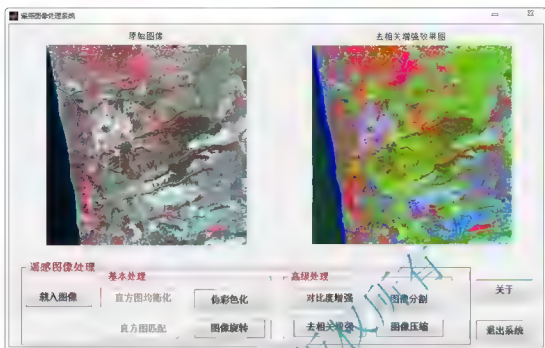 遥感图像处理系统
原始图像 去相关增强效果图
遥感图像处理
基本处理 高级处理
载入图像 直方图均衡化 伪彩色化 对比度增强 图像分割 关于
直方图匹配 图像旋转 去相关增强 图像压缩 退出系统